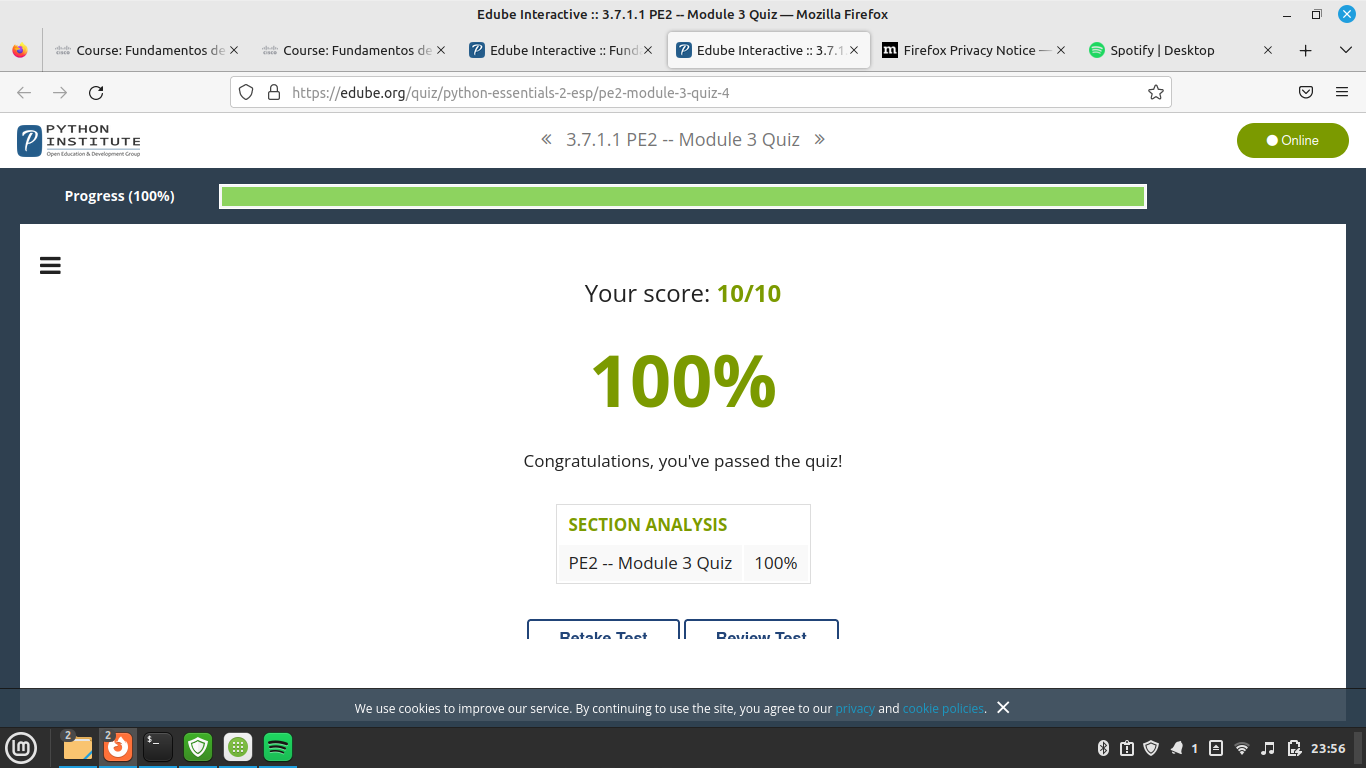 Edube Interactive :: 3.7.1.1 PE2 -- Module 3 Quiz — Mozilla Firefox
Course: Fundamentos de
Course: Fundamentos de
Edube Interactive :: Fund
Edube Interactive :: 3.7.1
Firefox Privacy Notice —
Spotify | Desktop
https://edube.org/quiz/python-essentials-2-esp/pe2-module-3-quiz-4
PYTHON
INSTITUTE
Open Education & Development Group
3.7.1.1 PE2 -- Module 3 Quiz
Online
Progress (100%)
Your score: 10/10
100%
Congratulations, you've passed the quiz!
SECTION ANALYSIS
PE2 -- Module 3 Quiz 100%
Retake Test
Review Test
We use cookies to improve our service. By continuing to use the site, you agree to our privacy and cookie policies.
2
2
1
23:56